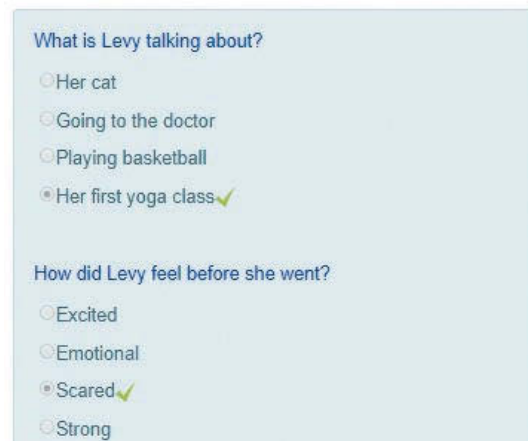 What is Levy talking about?
Her cat
Going to the doctor
Playing basketball
Her first yoga class
How did Levy feel before she went?
Excited
Emotional
Scared
Strong